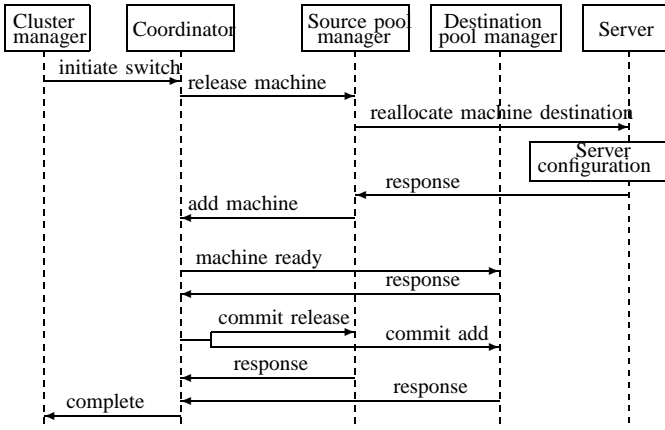 Cluster
manager
Coordinator
Source pool
manager
Destination
pool manager
Server
initiate switch
release machine
reallocate machine destination
Server
configuration
response
add machine
machine ready
response
commit release
commit add
response
response
complete